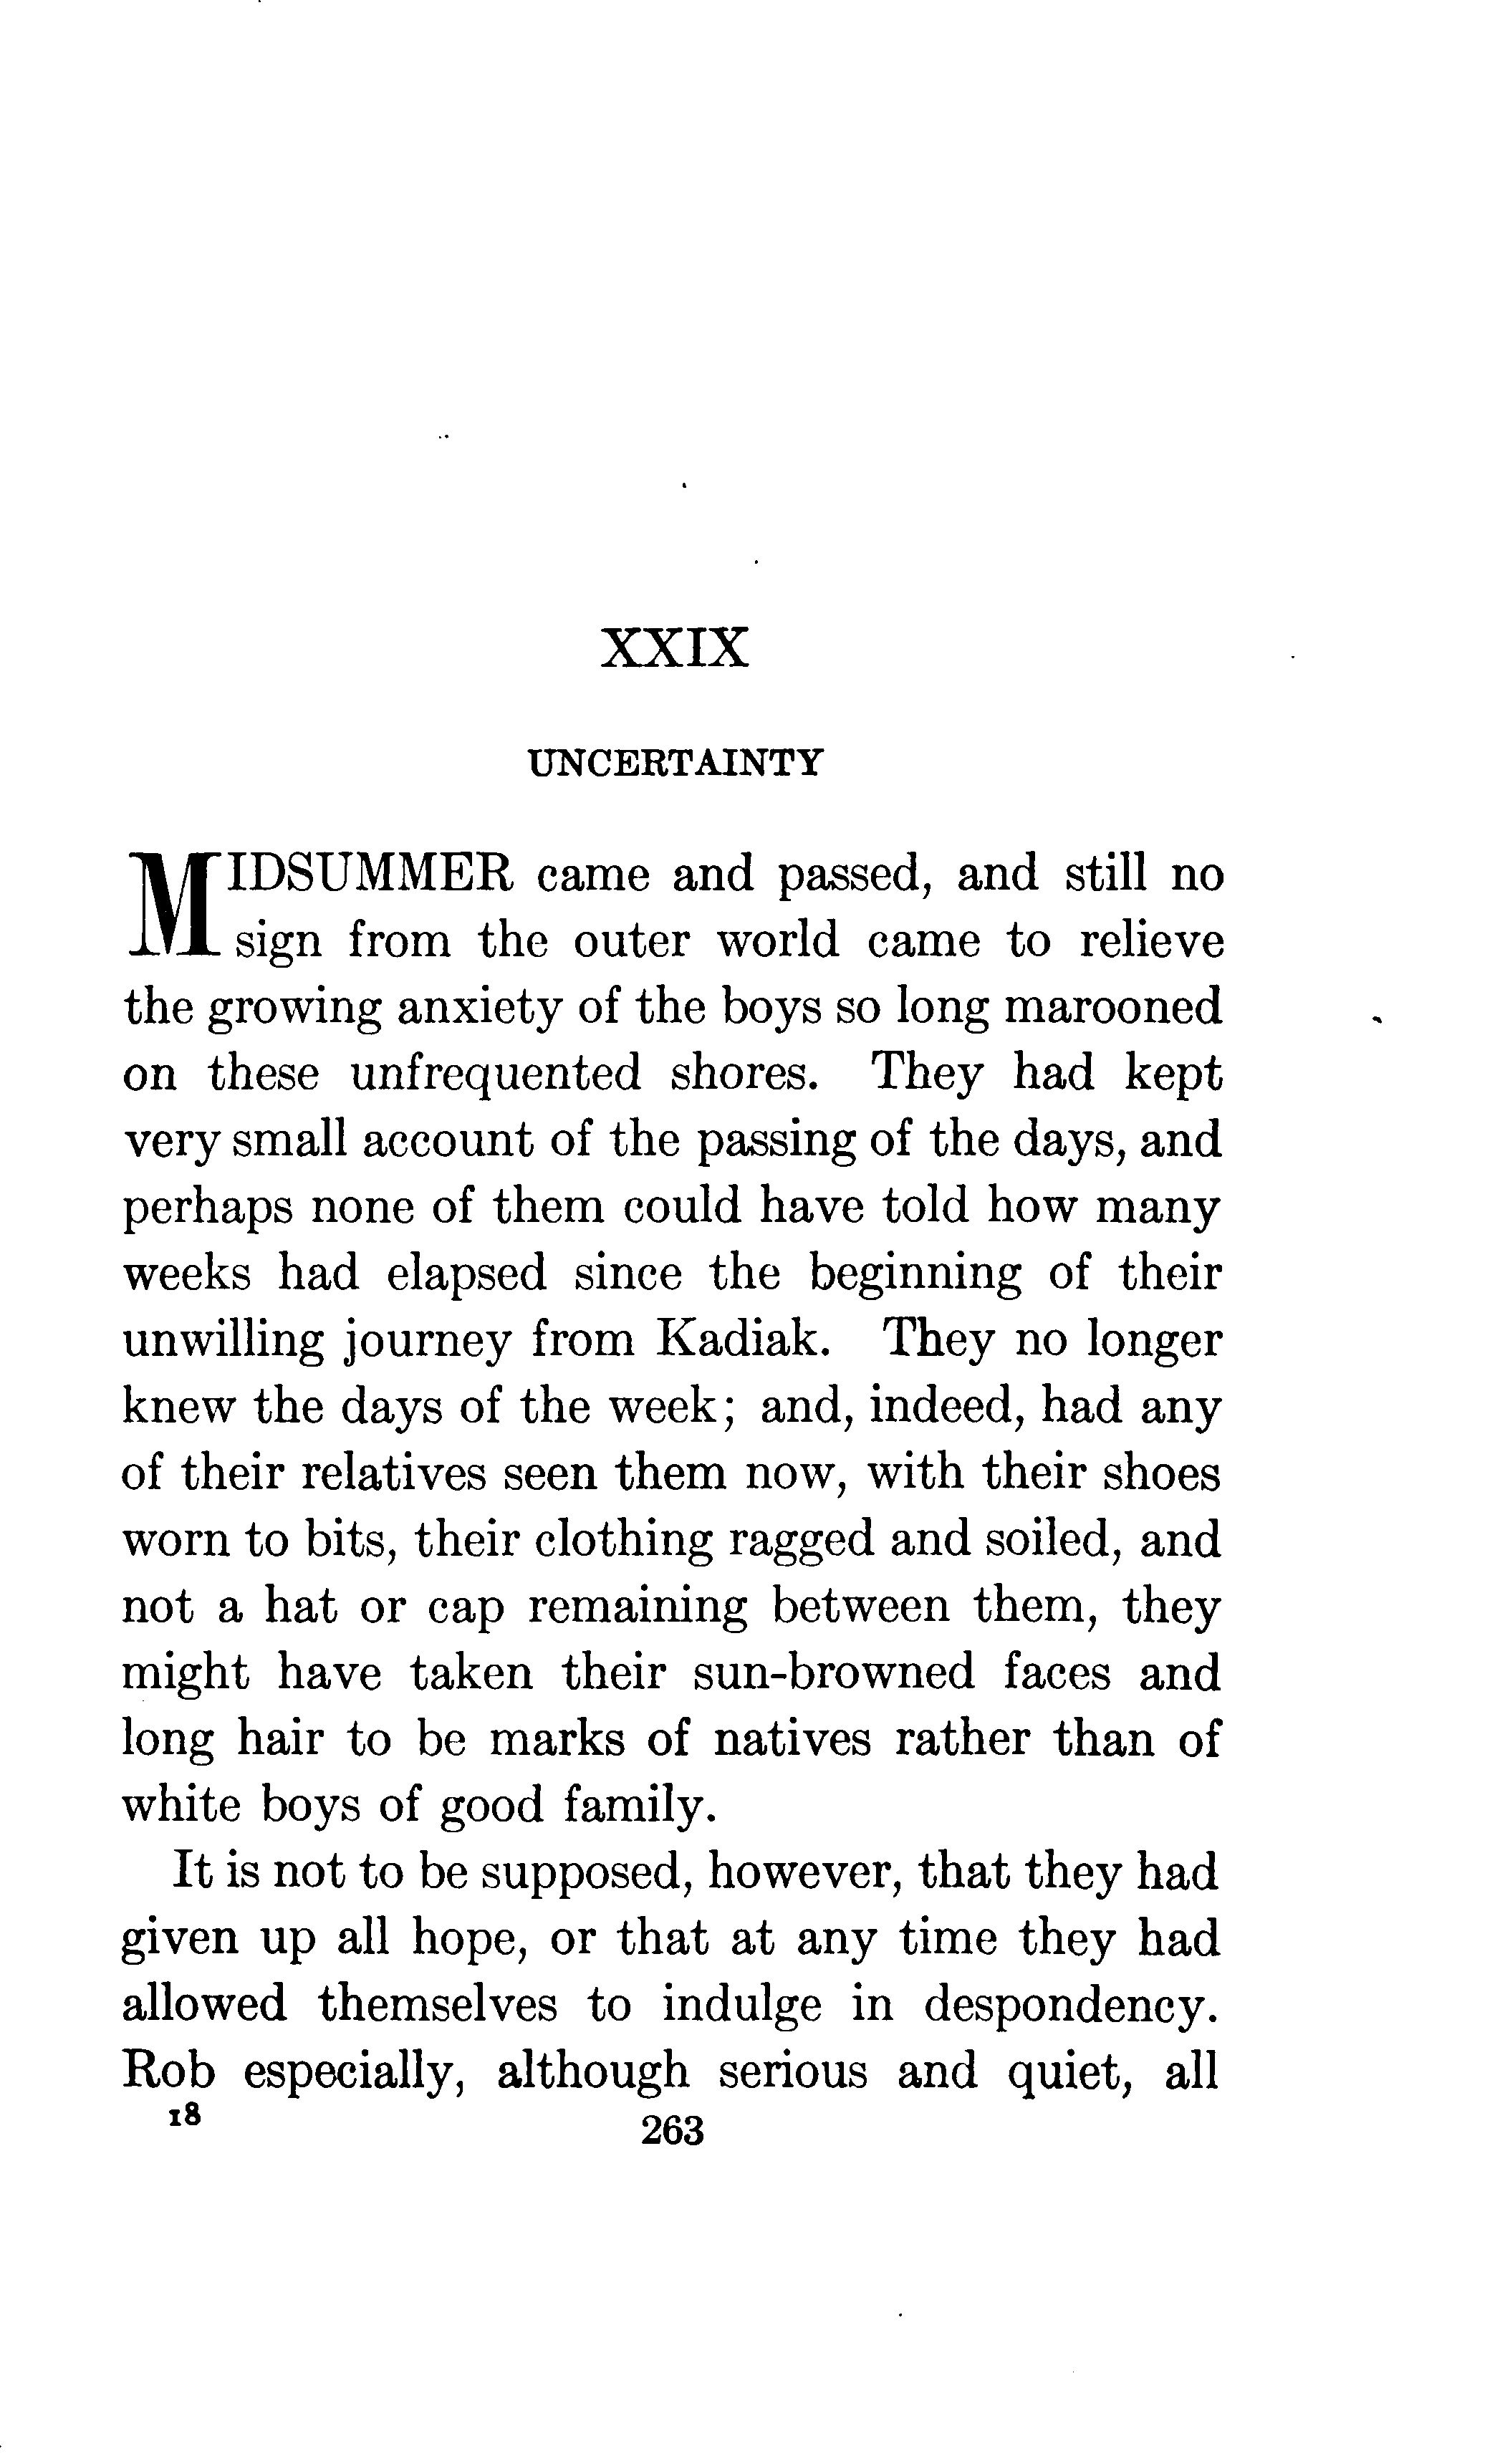 XXIX
UNCERTAINTY
MIDSUMMER came and passed, and still no
sign from the outer world came to relieve
the growing anxiety of the boys so long marooned
on these unfrequented shores. They had kept
very small account of the passing of the days, and
perhaps none of them could have told how many
weeks had elapsed since the beginning of their
unwilling journey from Kadiak. They no longer
knew the days of the week; and, indeed, had any
of their relatives seen them now, with their shoes
worn to bits, their clothing ragged and soiled, and
not a hat or cap remaining between them, they
might have taken their sun-browned faces and
long hair to be marks of natives rather than of
white boys of good family.
It is not to be supposed, however, that they had
given up all hope, or that at any time they had
allowed themselves to indulge in despondency.
Rob especially, although serious and quiet, all
18
263